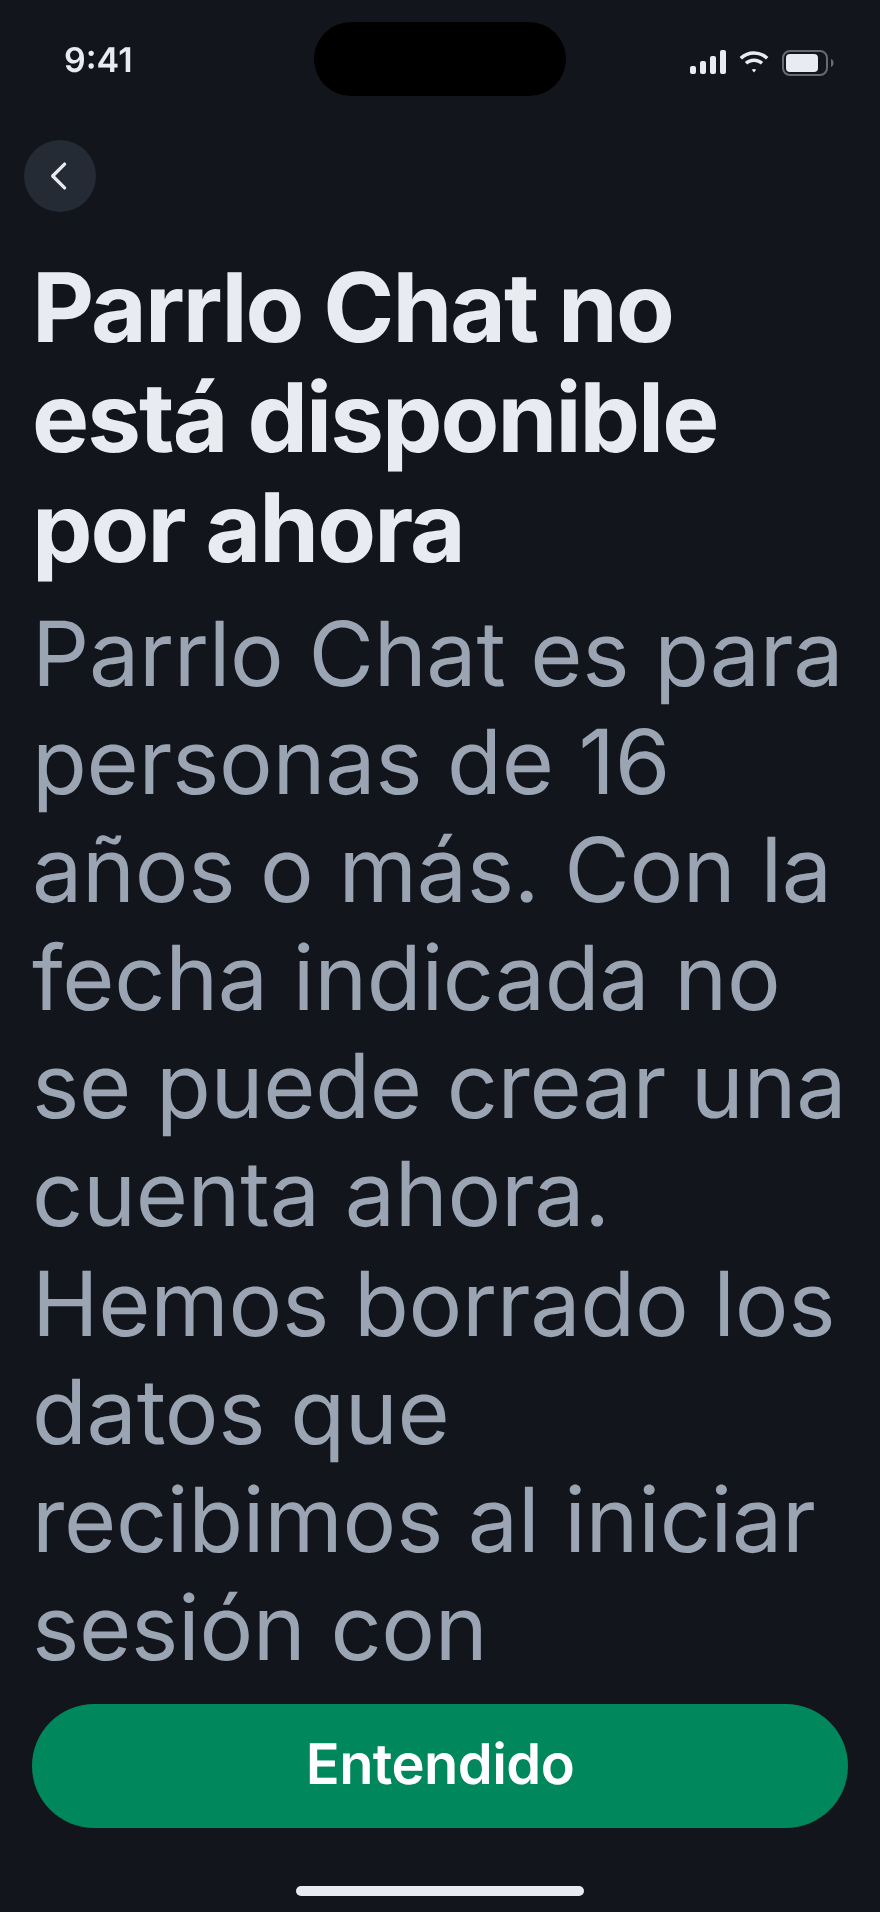 9:41
Parrlo Chat no
está disponible
por ahora
Parrlo Chat es para
personas de 16
años o más. Con la
fecha indicada no
se puede crear una
cuenta ahora.
Hemos borrado los
datos que
recibimos al iniciar
sesión con
Entendido